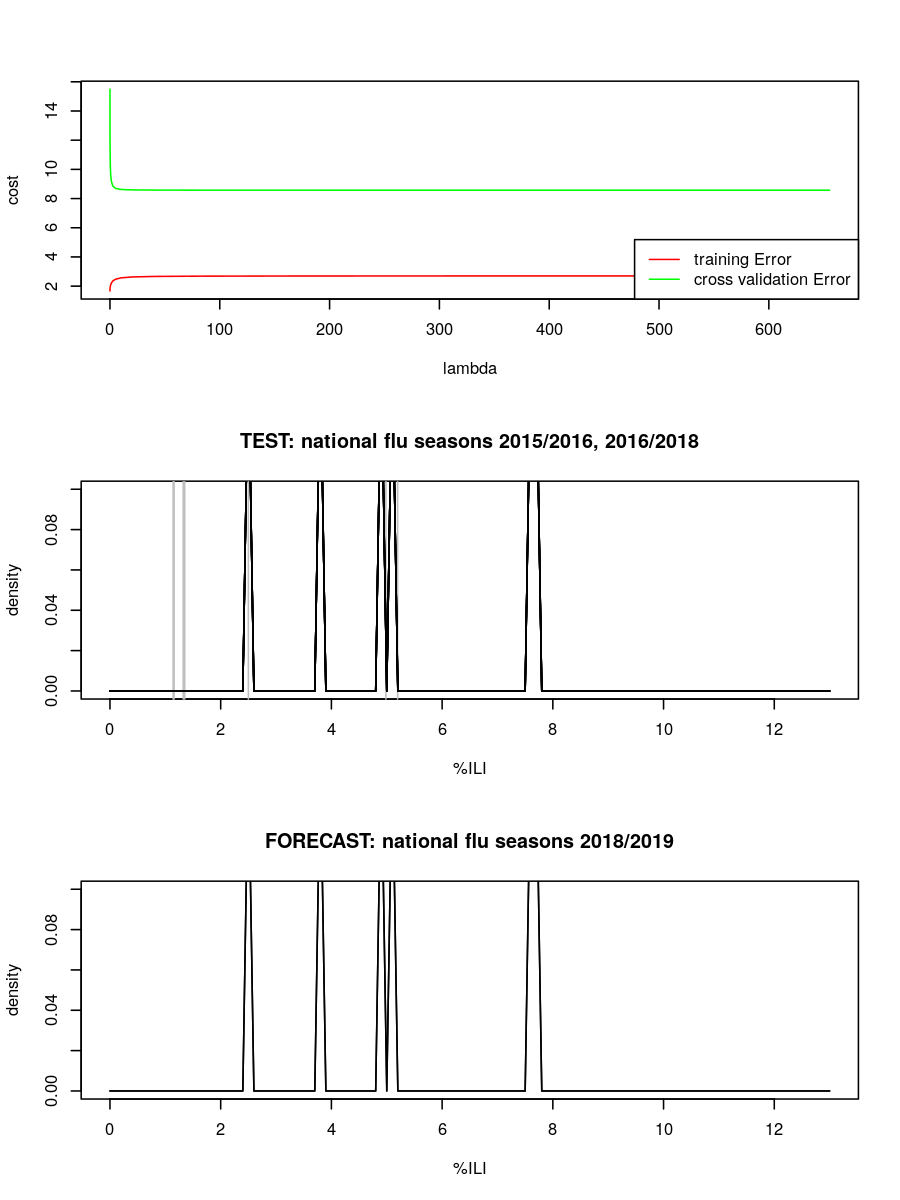 14
10
8
6
4
2
cost
training Error
cross validation Error
0 100 200 300 400 500 600
lambda
TEST: national flu seasons 2015/2016, 2016/2018
0.08
0.04
0.00
density
0 2 4 6 8 10 12
%ILI
FORECAST: national flu seasons 2018/2019
0.08
0.04
0.00
density
0 2 4 6 8 10 12
%ILI